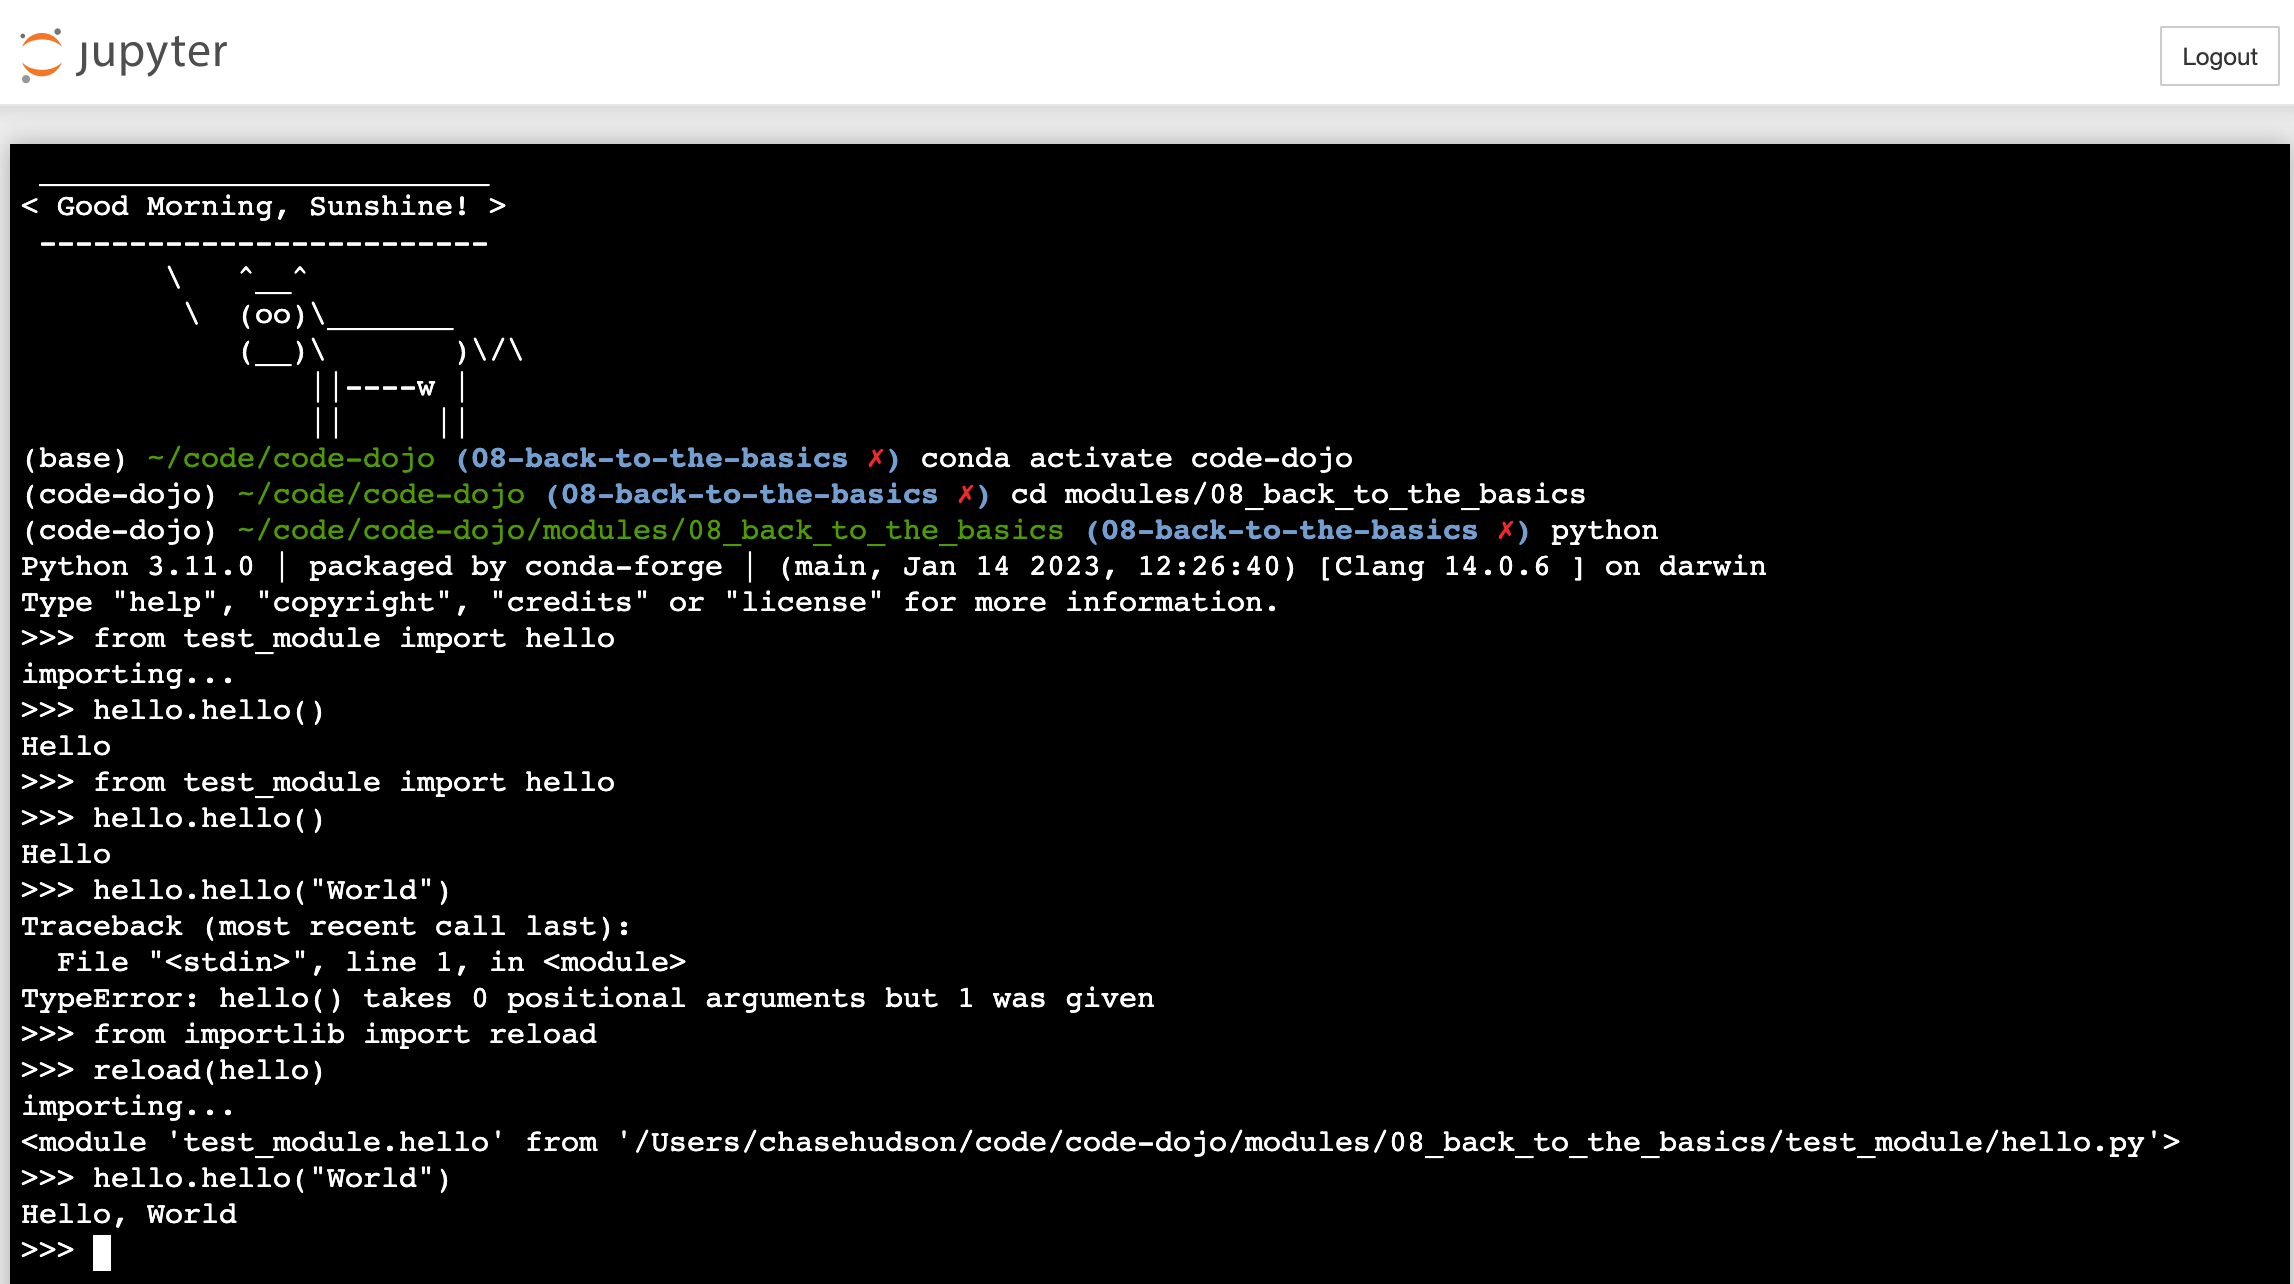 jupyter
Logout
 _________________________
< Good Morning, Sunshine! >
 -------------------------
        \   ^__^
         \  (oo)\_______
            (__)\       )\/\
                ||----w |
                ||     ||
(base) ~/code/code-dojo (08-back-to-the-basics ✗) conda activate code-dojo
(code-dojo) ~/code/code-dojo (08-back-to-the-basics ✗) cd modules/08_back_to_the_basics
(code-dojo) ~/code/code-dojo/modules/08_back_to_the_basics (08-back-to-the-basics ✗) python
Python 3.11.0 | packaged by conda-forge | (main, Jan 14 2023, 12:26:40) [Clang 14.0.6 ] on darwin
Type "help", "copyright", "credits" or "license" for more information.
>>> from test_module import hello
importing...
>>> hello.hello()
Hello
>>> from test_module import hello
>>> hello.hello()
Hello
>>> hello.hello("World")
Traceback (most recent call last):
  File "<stdin>", line 1, in <module>
TypeError: hello() takes 0 positional arguments but 1 was given
>>> from importlib import reload
>>> reload(hello)
importing...
<module 'test_module.hello' from '/Users/chasehudson/code/code-dojo/modules/08_back_to_the_basics/test_module/hello.py'>
>>> hello.hello("World")
Hello, World
>>>